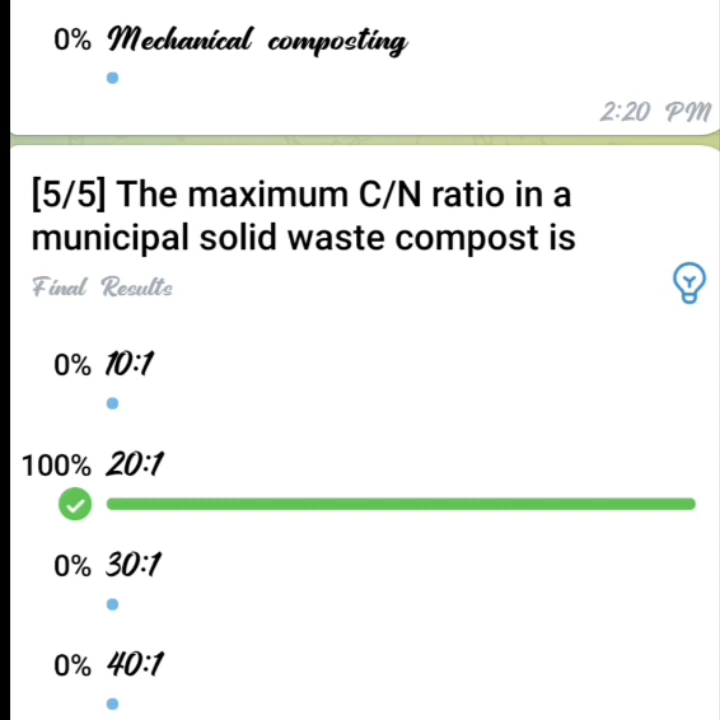 0% Mechanical composting
2:20 PM
[5/5] The maximum C/N ratio in a
municipal solid waste compost is
Final Results
0% 10:1
100% 20:1
0% 30:1
0% 40:1